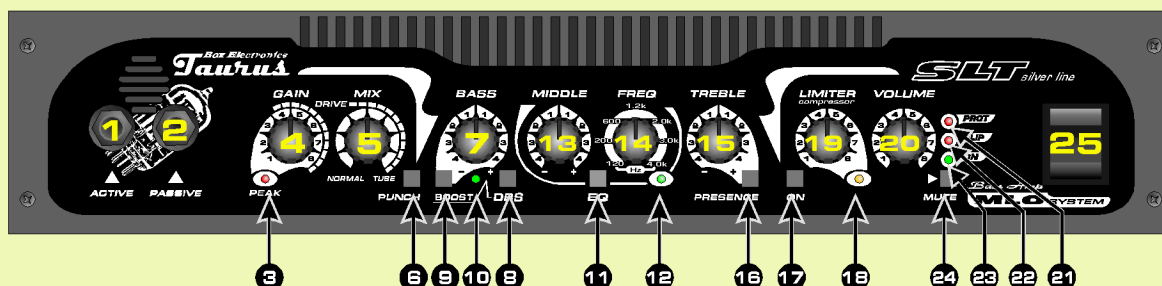 Box Electronics
Taurus
SLT silver line
GAIN DRIVE MIX
BASS
MIDDLE
FREQ
TREBLE
LIMITER
compressor
VOLUME
1 2 4 5 7 13 14 15 19 20 25
1.2k
600 2.0k
200 3.0k
120 4.0k
Hz
PROT
IN
ACTIVE PASSIVE
PEAK
NORMAL TUBE
PUNCH
BOOST
DBS
EQ
PRESENCE
ON
MUTE
SYSTEM
3 6 9 10 8 11 12 16 17 18 24 23 22 21